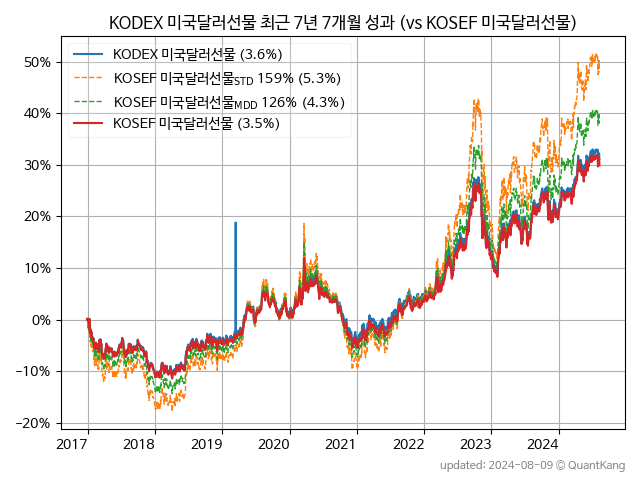 KODEX 미국달러선물 최근 7년 7개월 성과 (vs KOSEF 미국달러선물)
KODEX 미국달러선물 (3.6%)
KOSEF 미국달러선물STD 159% (5.3%)
KOSEF 미국달러선물MDD 126% (4.3%)
KOSEF 미국달러선물 (3.5%)
50%
40%
30%
20%
10%
0%
−10%
−20%
2017 2018 2019 2020 2021 2022 2023 2024
updated: 2024-08-09 @ QuantKang